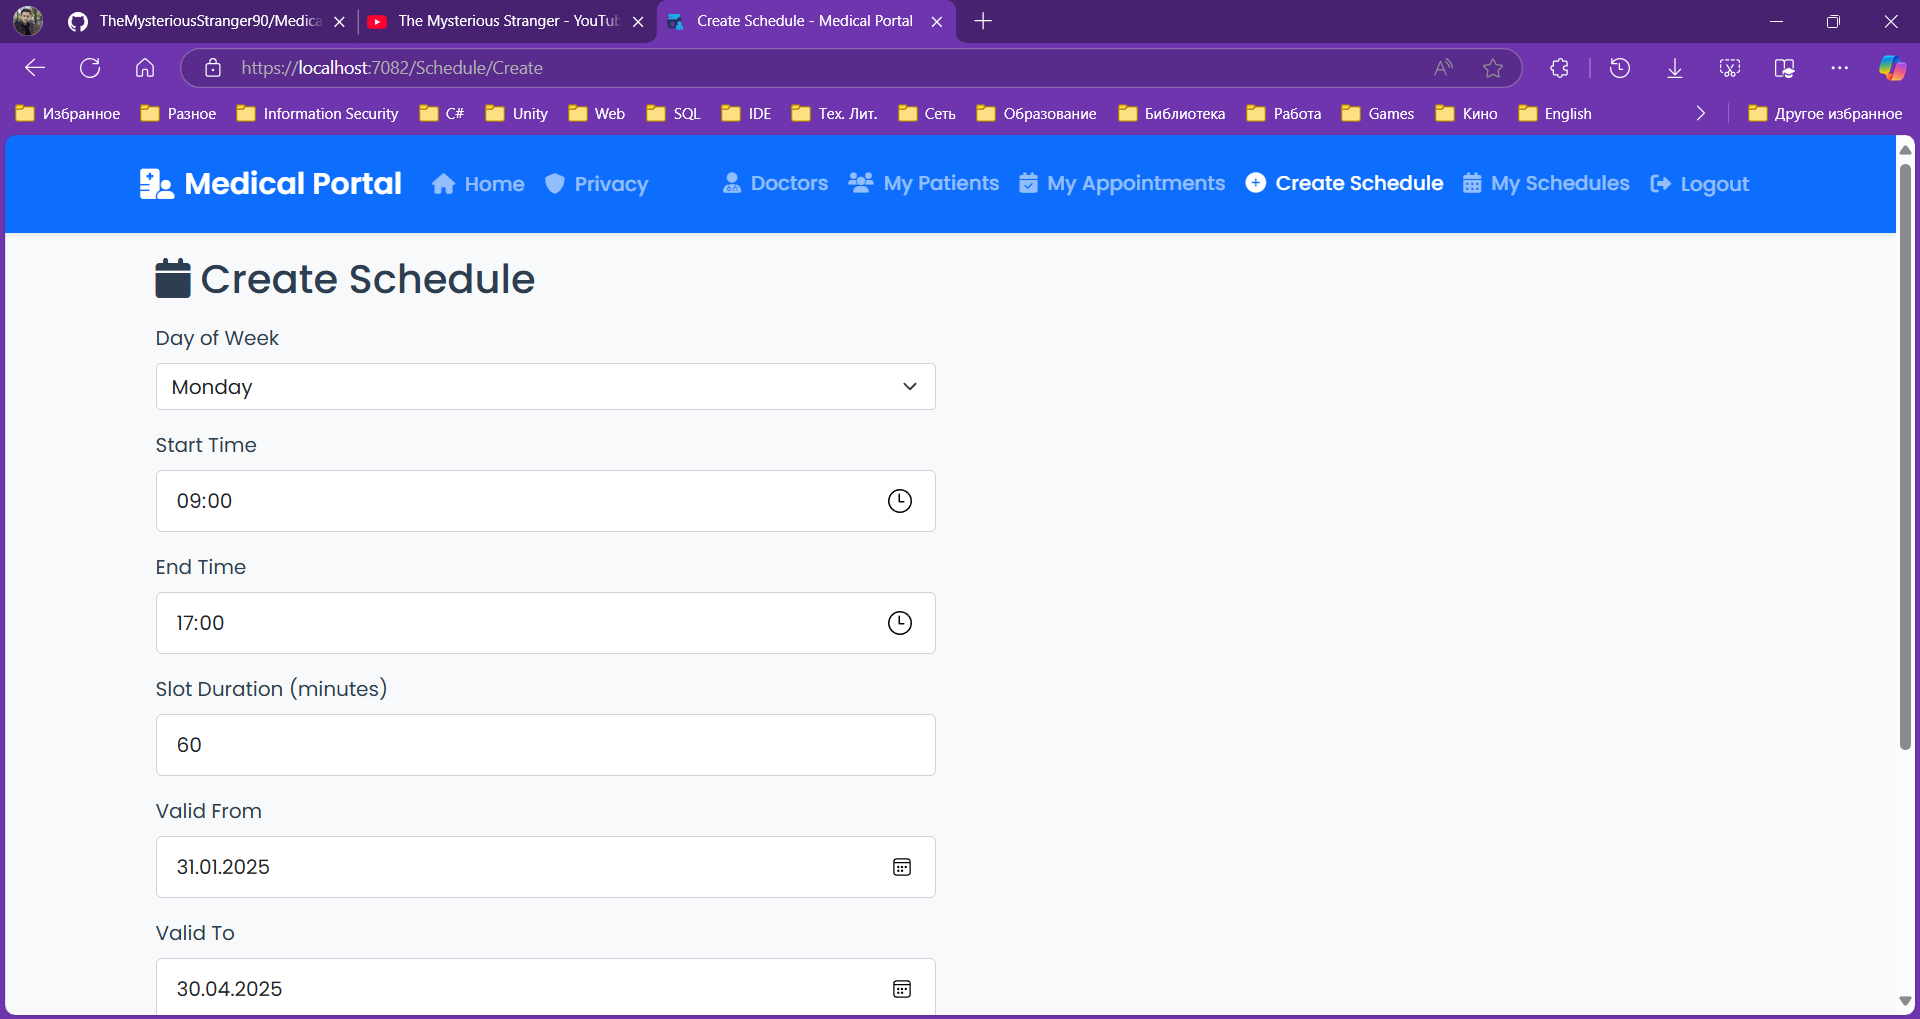 TheMysteriousStranger90/Medica
The Mysterious Stranger - YouTub
Create Schedule - Medical Portal
https://localhost:7082/Schedule/Create
Избранное Разное Information Security C# Unity Web SQL IDE Тех. Лит. Сеть Образование Библиотека Работа Games Кино English Другое избранное
Medical Portal Home Privacy Doctors My Patients My Appointments Create Schedule My Schedules Logout
Create Schedule
Day of Week
Monday
Start Time
09:00
End Time
17:00
Slot Duration (minutes)
60
Valid From
31.01.2025
Valid To
30.04.2025